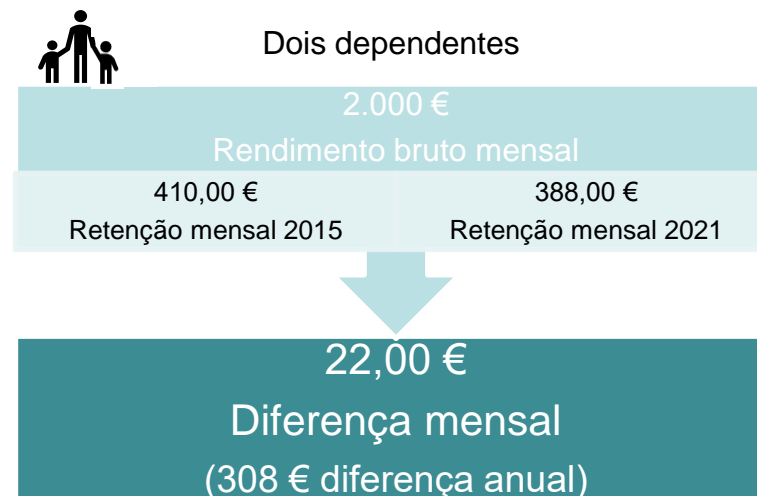 Dois dependentes
2.000 €
Rendimento bruto mensal
410,00 €
Retenção mensal 2015
388,00 €
Retenção mensal 2021
22,00 €
Diferença mensal
(308 € diferença anual)